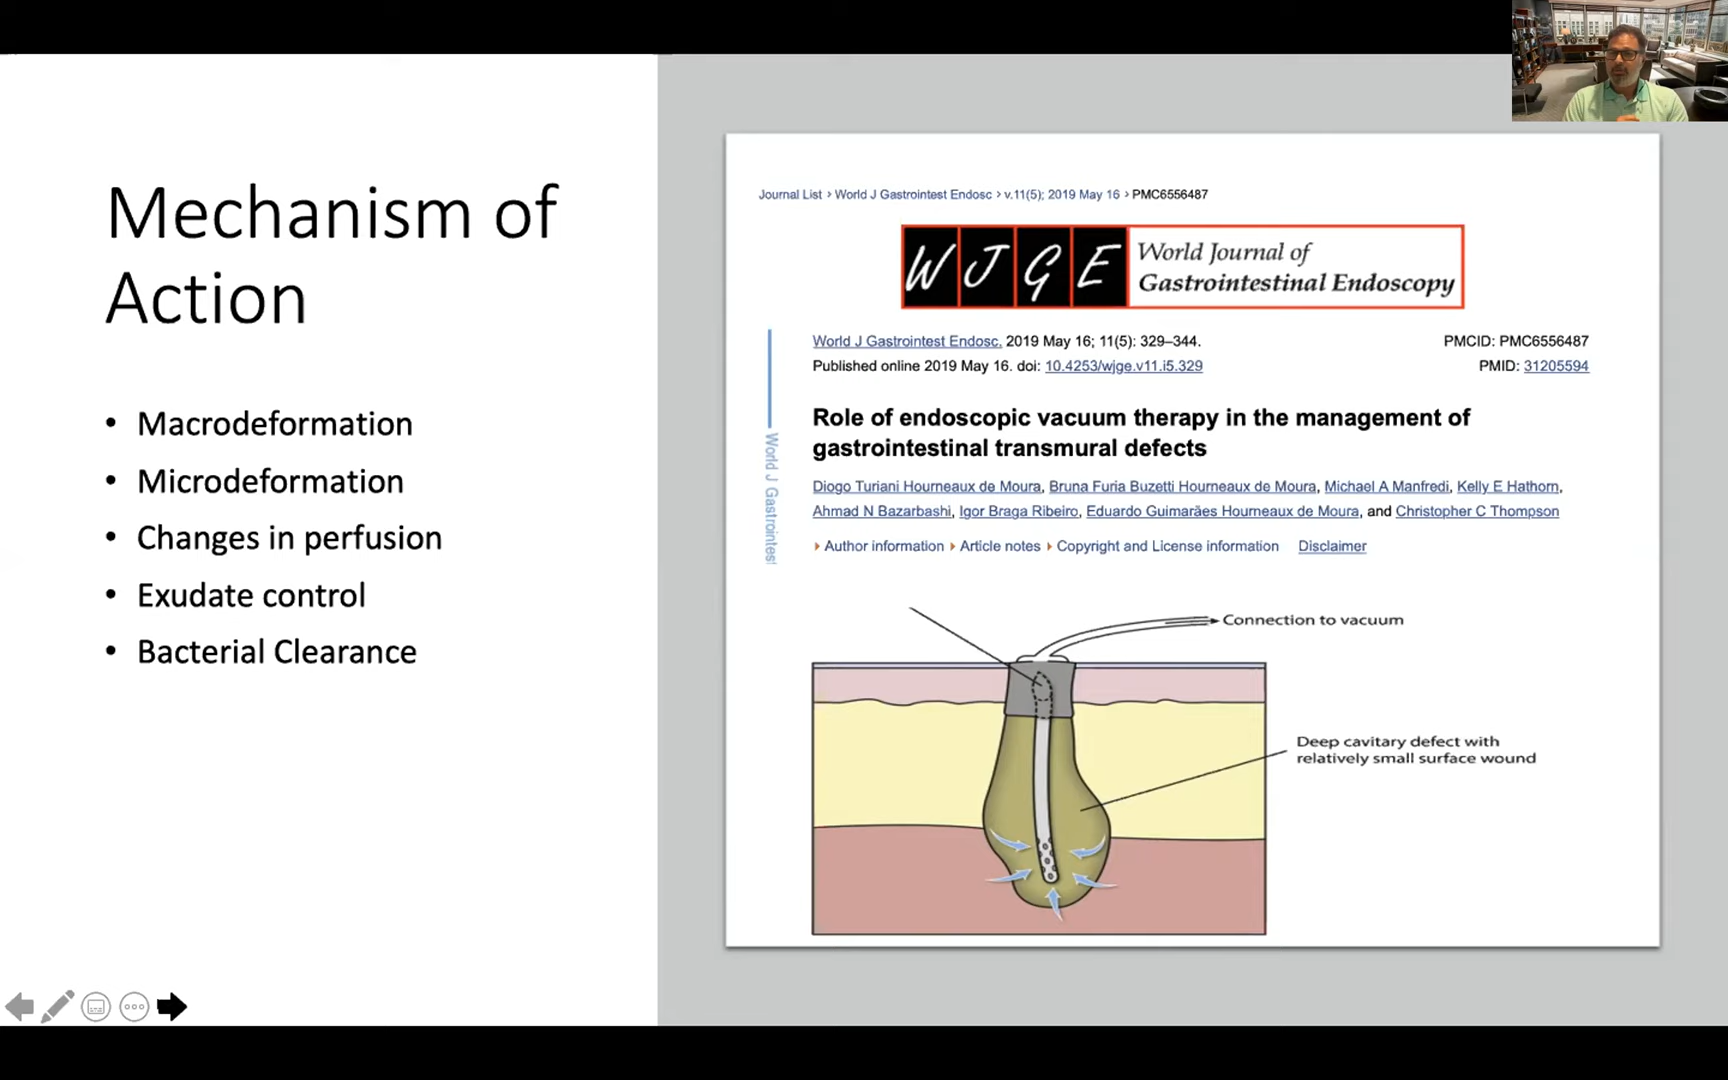 Mechanism of
Action
• Macrodeformation
• Microdeformation
• Changes in perfusion
• Exudate control
• Bacterial Clearance
Journal List > World J Gastrointest Endosc > v.11(5); 2019 May 16 > PMC6556487
W J G E
World Journal of
Gastrointestinal Endoscopy
World J Gastrointest Endosc. 2019 May 16; 11(5): 329–344.
PMCID: PMC6556487
Published online 2019 May 16. doi: 10.4253/wjge.v11.i5.329
PMID: 31205594
World J Gastrointes
Role of endoscopic vacuum therapy in the management of
gastrointestinal transmural defects
Diogo Turiani Hourneaux de Moura, Bruna Furia Buzetti Hourneaux de Moura, Michael A Manfredi, Kelly E Hathorn,
Ahmad N Bazarbashi, Igor Braga Ribeiro, Eduardo Guimarães Hourneaux de Moura, and Christopher C Thompson
Author information Article notes Copyright and License information Disclaimer
Connection to vacuum
Deep cavitary defect with
relatively small surface wound